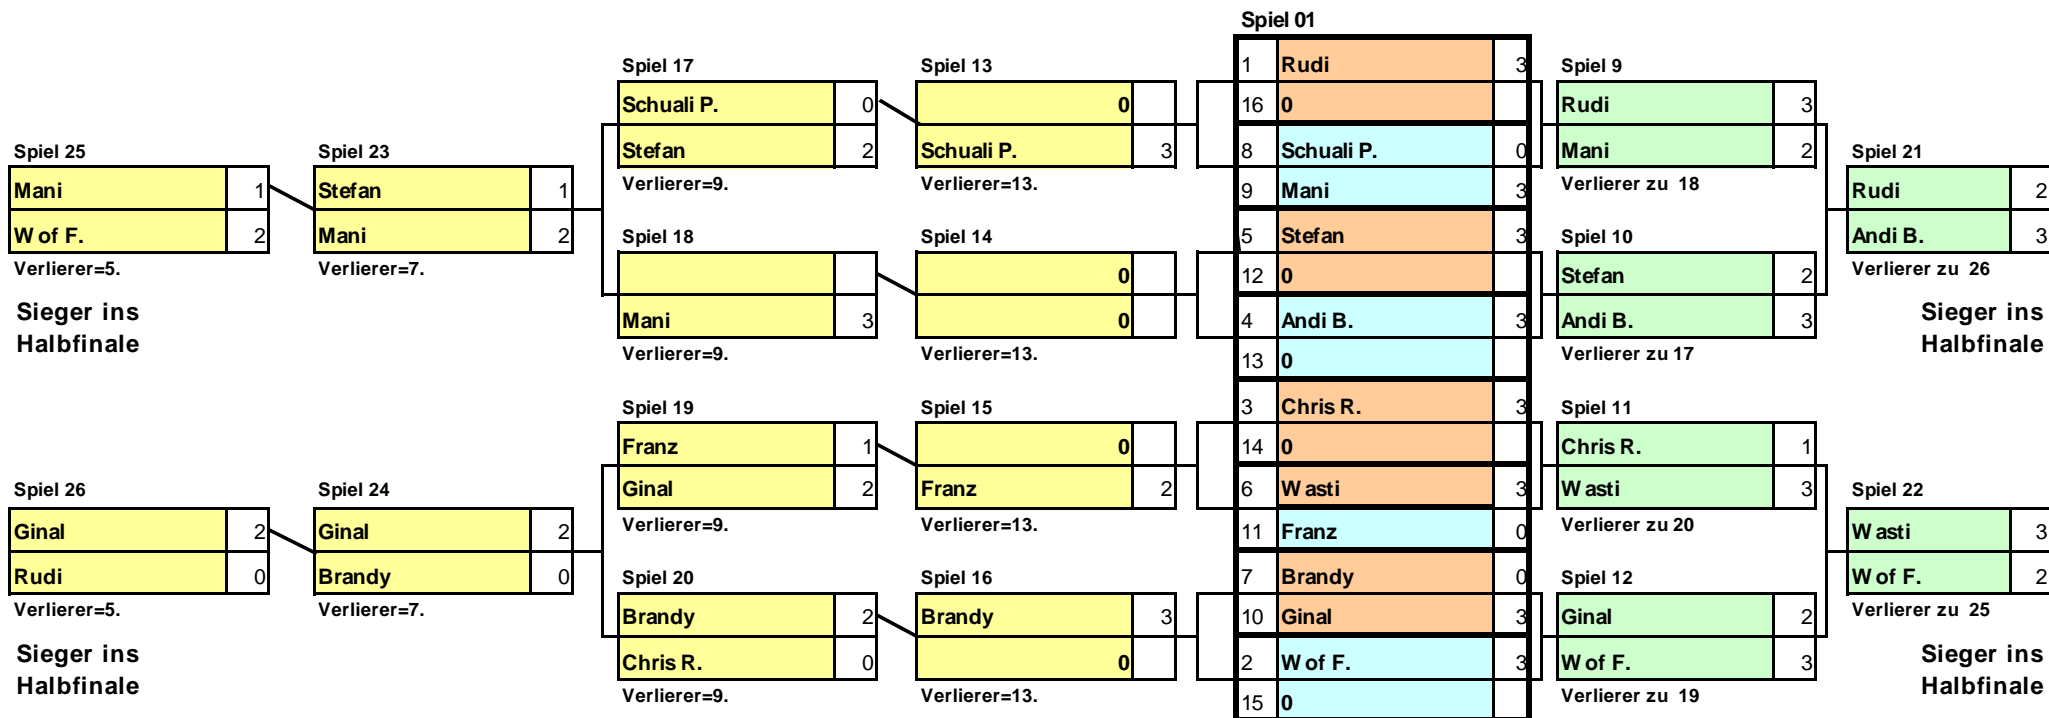 Spiel 01
1 Rudi 3
Spiel 17 Spiel 13 Spiel 9
Schuali P. 0 0 16 0 Rudi 3
Spiel 25 Spiel 23 Stefan 2 Schuali P. 3 8 Schuali P. 0 Mani 2 Spiel 21
Mani 1 Stefan 1 Verlierer=9. Verlierer=13. 9 Mani 3 Verlierer zu 18 Rudi 2
W of F. 2 Mani 2 Spiel 18 Spiel 14 5 Stefan 3 Spiel 10 Andi B. 3
Verlierer=5. Verlierer=7. 0 12 0 Stefan 2 Verlierer zu 26
Sieger ins Mani 3 0 4 Andi B. 3 Andi B. 3 Sieger ins
Halbfinale Verlierer=9. Verlierer=13. 13 0 Verlierer zu 17 Halbfinale
Spiel 19 Spiel 15 3 Chris R. 3 Spiel 11
Franz 1 0 14 0 Chris R. 1
Spiel 26 Spiel 24 Ginal 2 Franz 2 6 Wasti 3 Wasti 3 Spiel 22
Ginal 2 Ginal 2 Verlierer=9. Verlierer=13. 11 Franz 0 Verlierer zu 20 Wasti 3
Rudi 0 Brandy 0 Spiel 20 Spiel 16 7 Brandy 0 Spiel 12 W of F. 2
Verlierer=5. Verlierer=7. Brandy 2 Brandy 3 10 Ginal 3 Ginal 2 Verlierer zu 25
Sieger ins Chris R. 0 0 2 W of F. 3 W of F. 3 Sieger ins
Halbfinale Verlierer=9. Verlierer=13. 15 0 Verlierer zu 19 Halbfinale